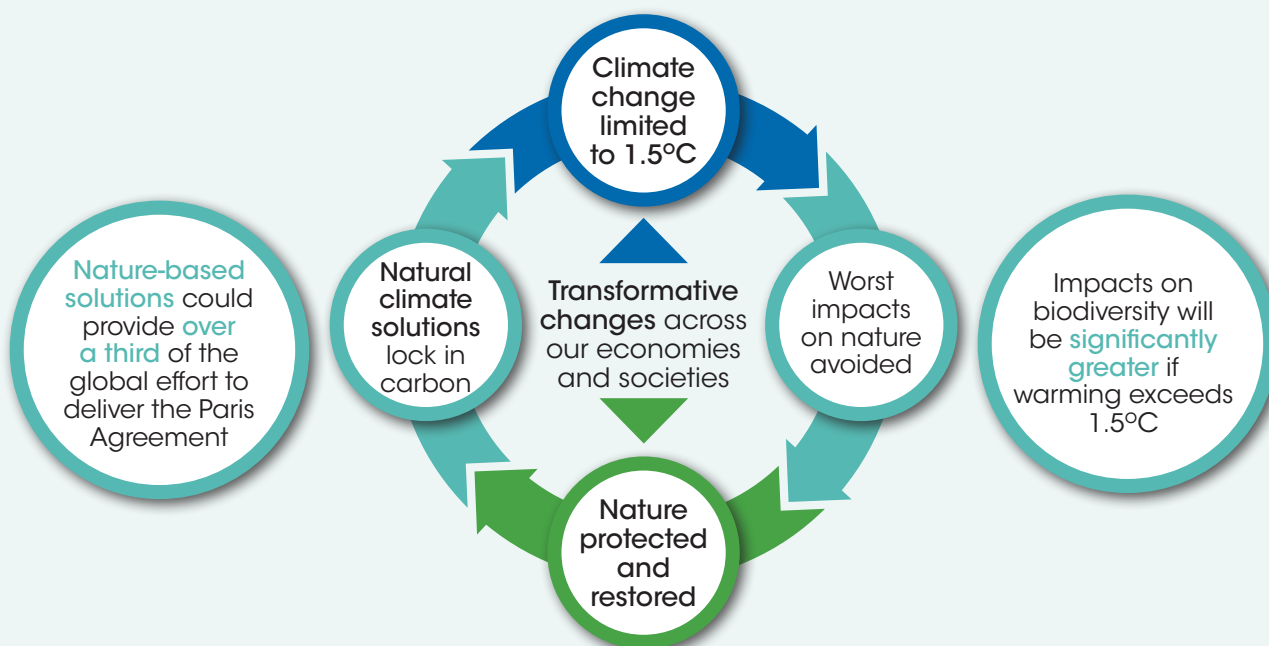 Climate
change
limited
to 1.5ºC
Nature-based
solutions could
provide over
a third of the
global effort to
deliver the Paris
Agreement
Natural
climate
solutions
lock in
carbon
Transformative
changes across
our economies
and societies
Worst
impacts
on nature
avoided
Impacts on
biodiversity will
be significantly
greater if
warming exceeds
1.5ºC
Nature
protected
and
restored